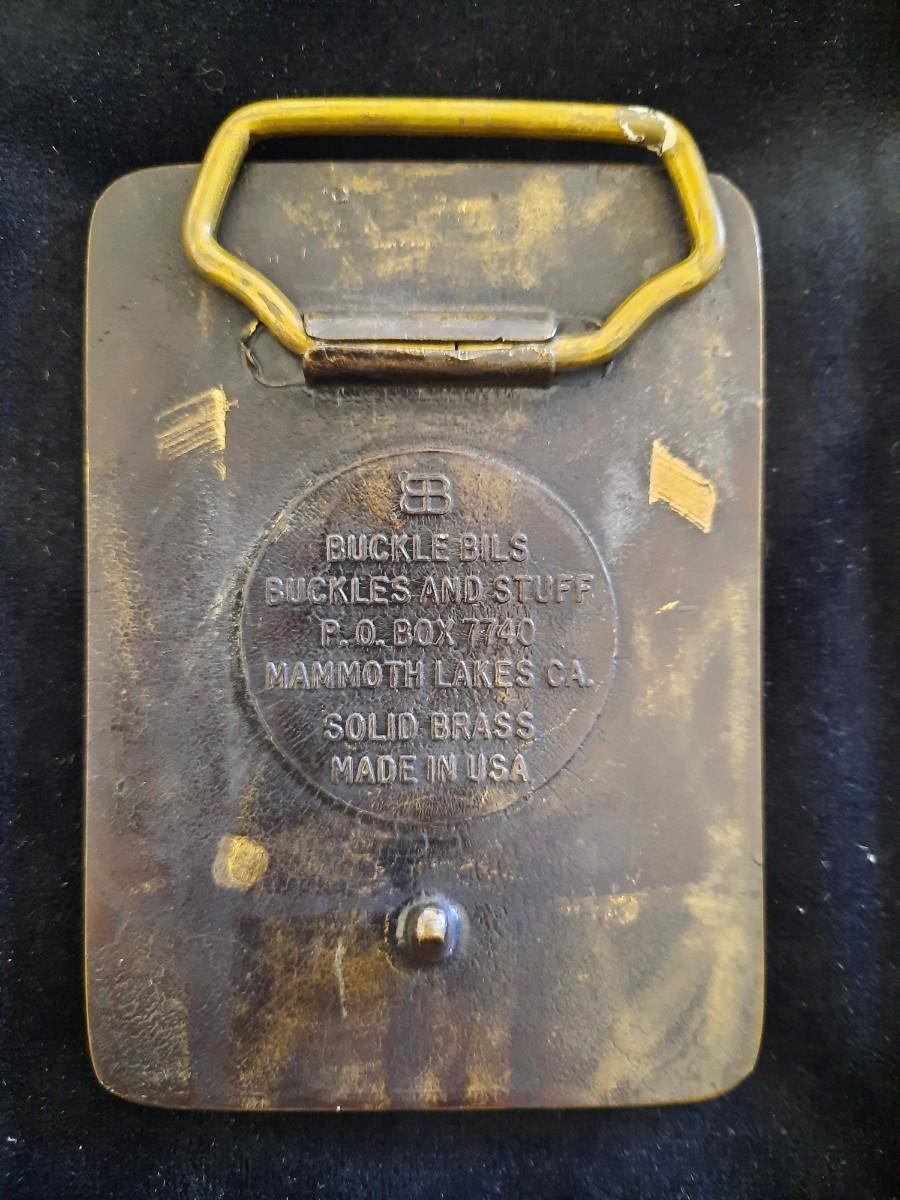 BB
BUCKLE BILS
BUCKLES AND STUFF
P. O. BOX 7740
MAMMOTH LAKES CA.
SOLID BRASS
MADE IN USA